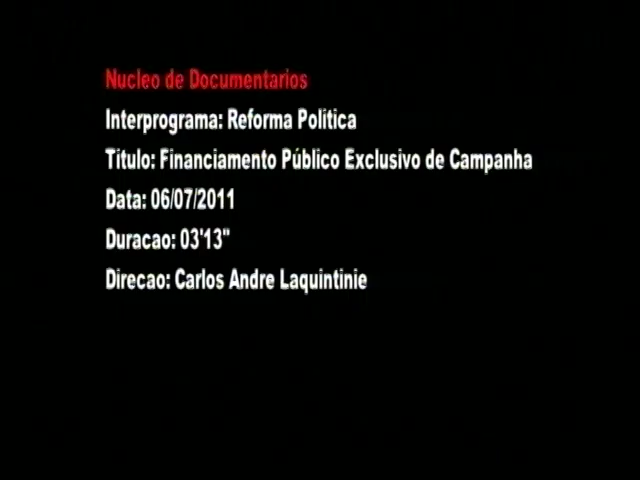 Nucleo de Documentarios
Interprograma: Reforma Política
Titulo: Financiamento Público Exclusivo de Campanha
Data: 06/07/2011
Duracao: 03'13"
Direcao: Carlos Andre Laquintinie